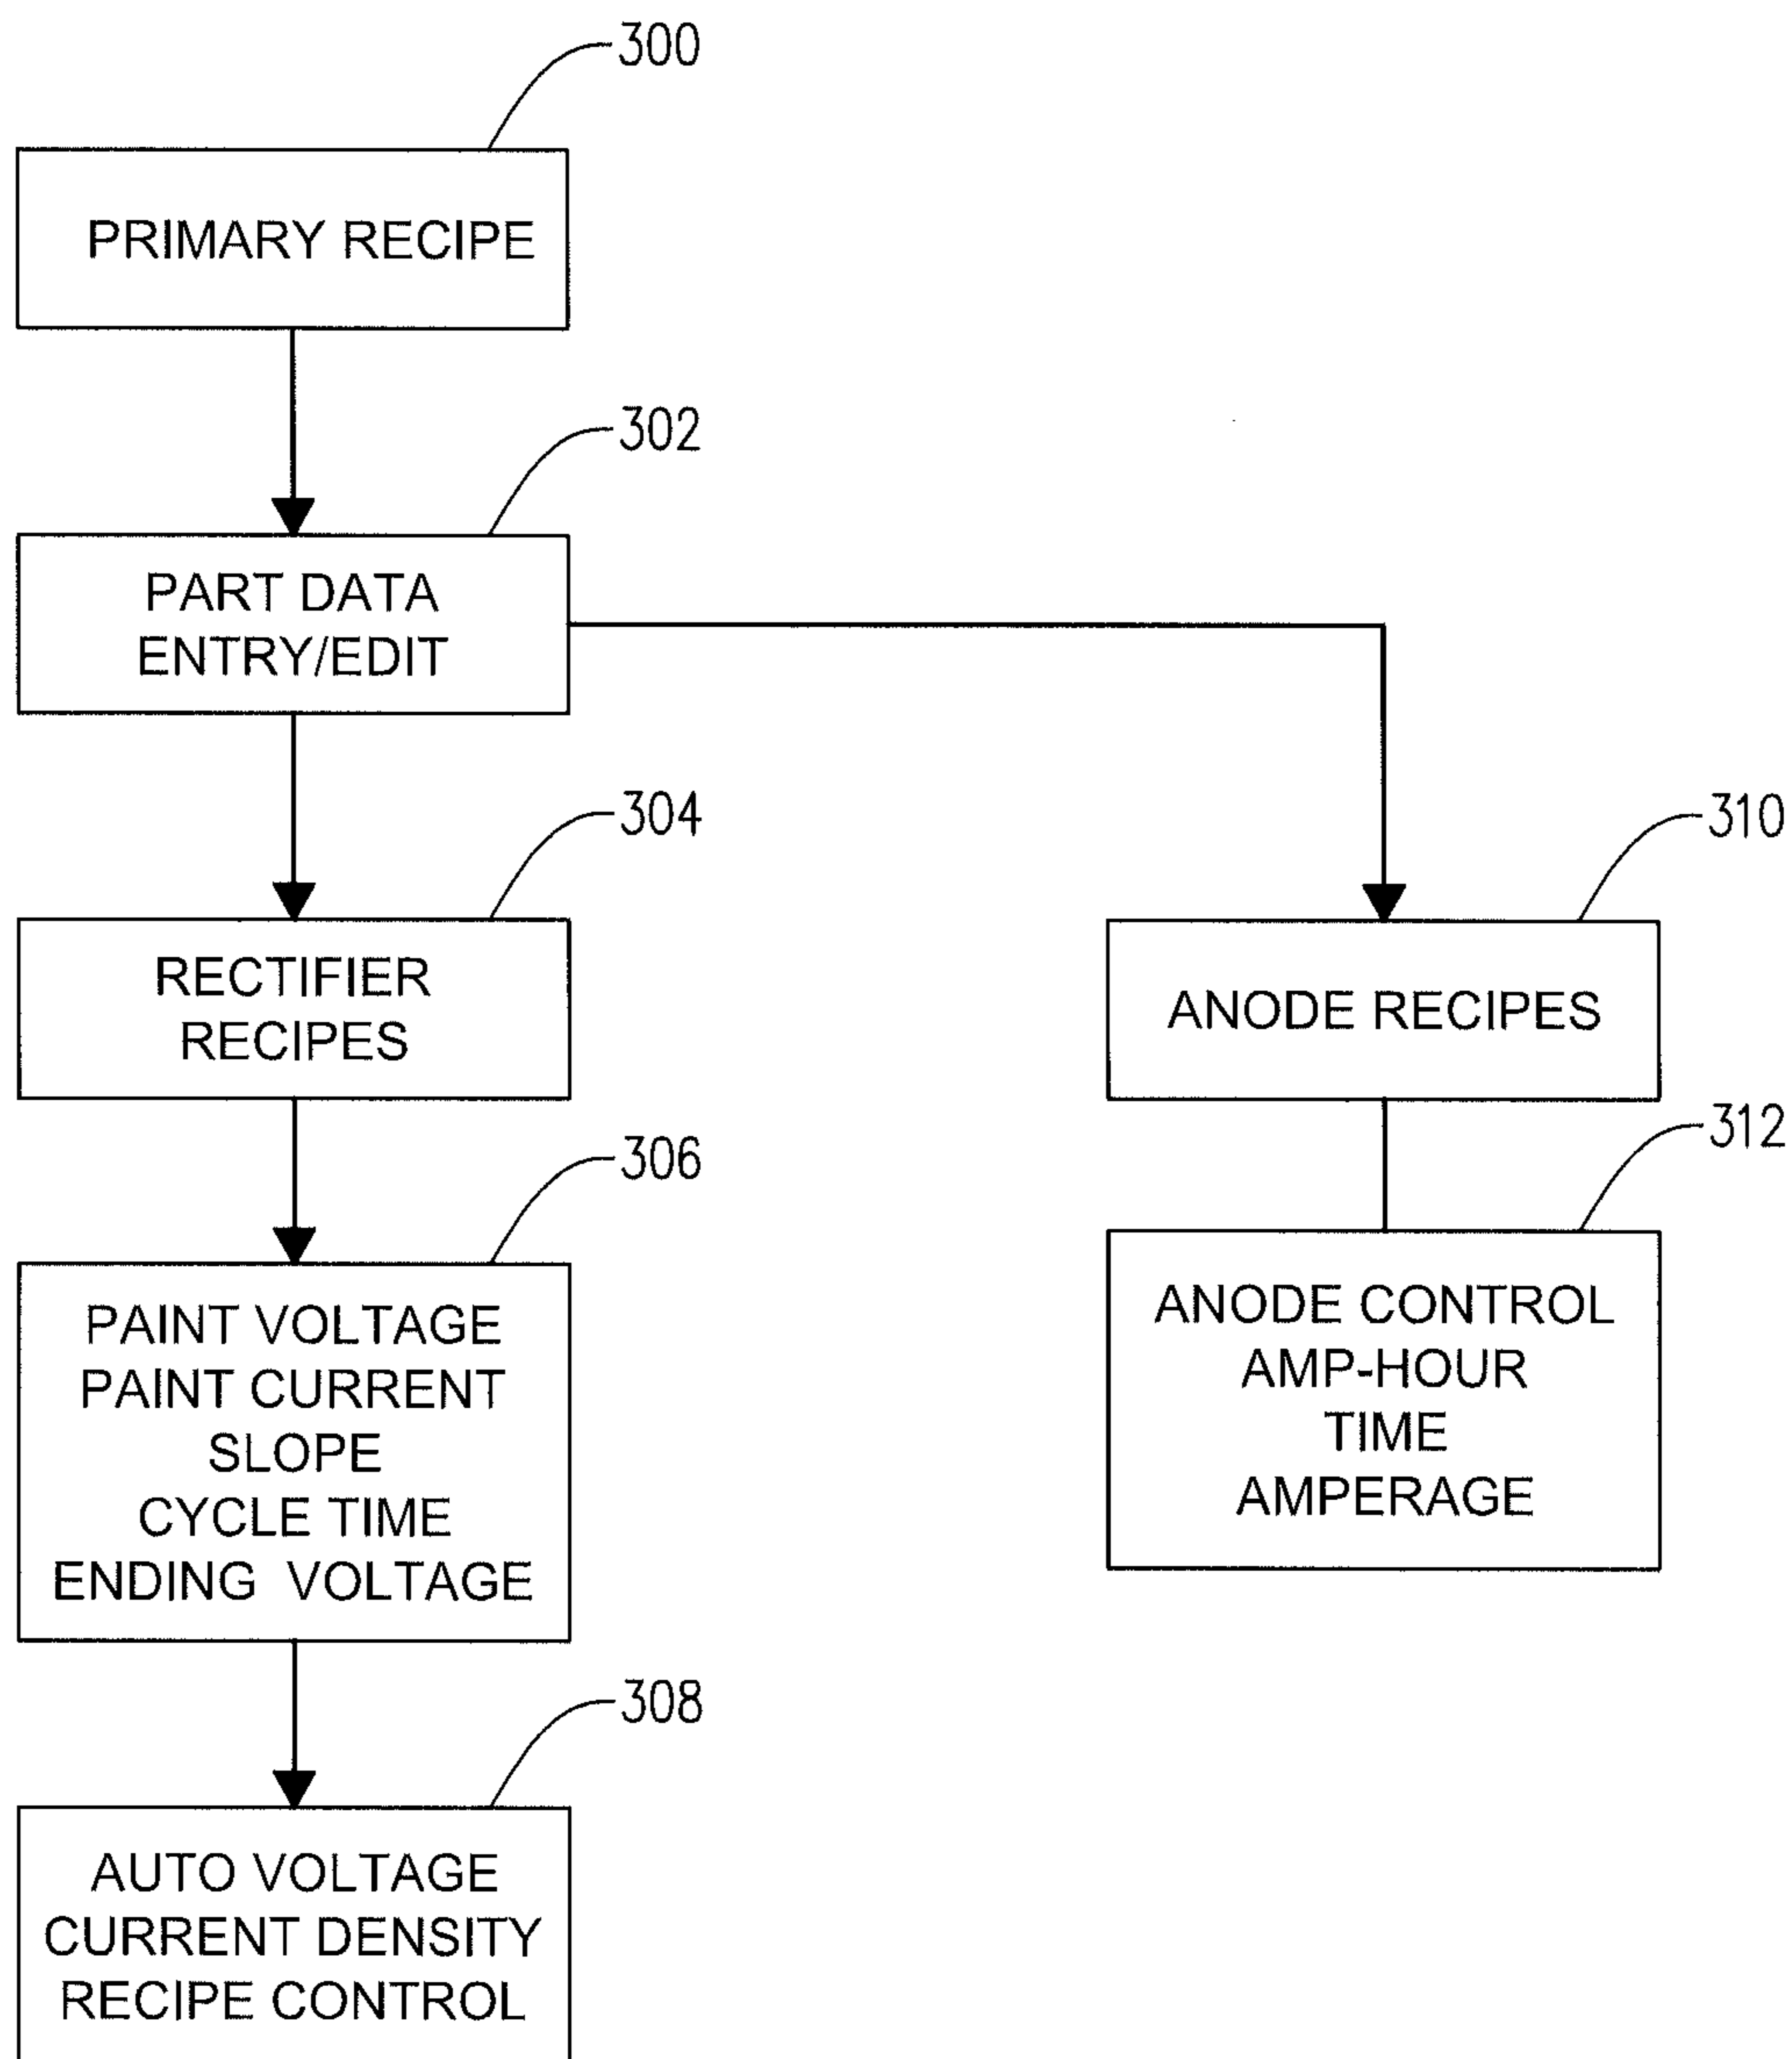 300
PRIMARY RECIPE
302
PART DATA
ENTRY/EDIT
304
RECTIFIER
RECIPES
306
PAINT VOLTAGE
PAINT CURRENT
SLOPE
CYCLE TIME
ENDING VOLTAGE
308
AUTO VOLTAGE
CURRENT DENSITY
RECIPE CONTROL
310
ANODE RECIPES
312
ANODE CONTROL
AMP-HOUR
TIME
AMPERAGE